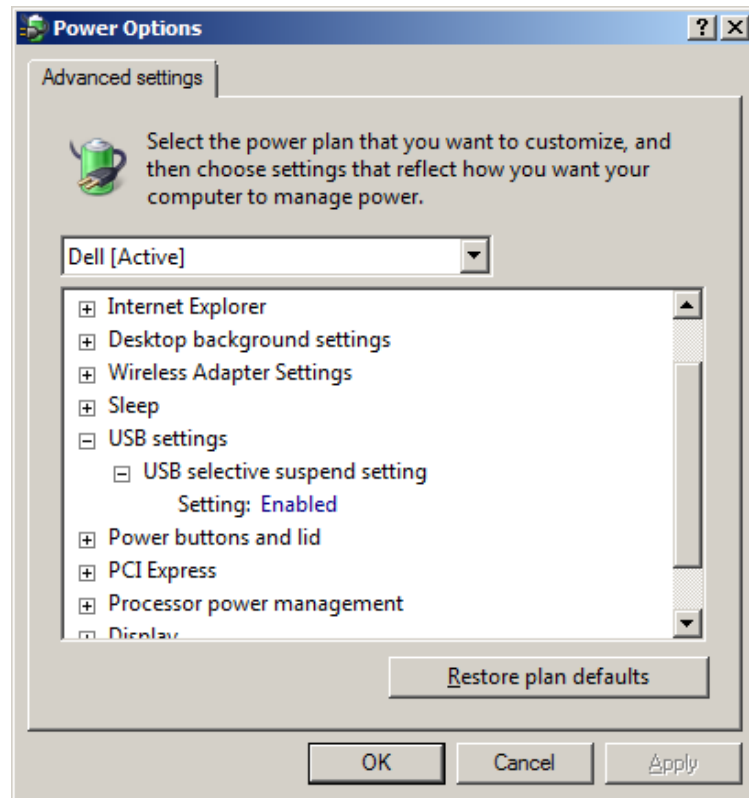 Power Options
Advanced settings
Select the power plan that you want to customize, and
then choose settings that reflect how you want your
computer to manage power.
Dell [Active]
Internet Explorer
Desktop background settings
Wireless Adapter Settings
Sleep
USB settings
USB selective suspend setting
Setting: Enabled
Power buttons and lid
PCI Express
Processor power management
Display
Restore plan defaults
OK Cancel Apply